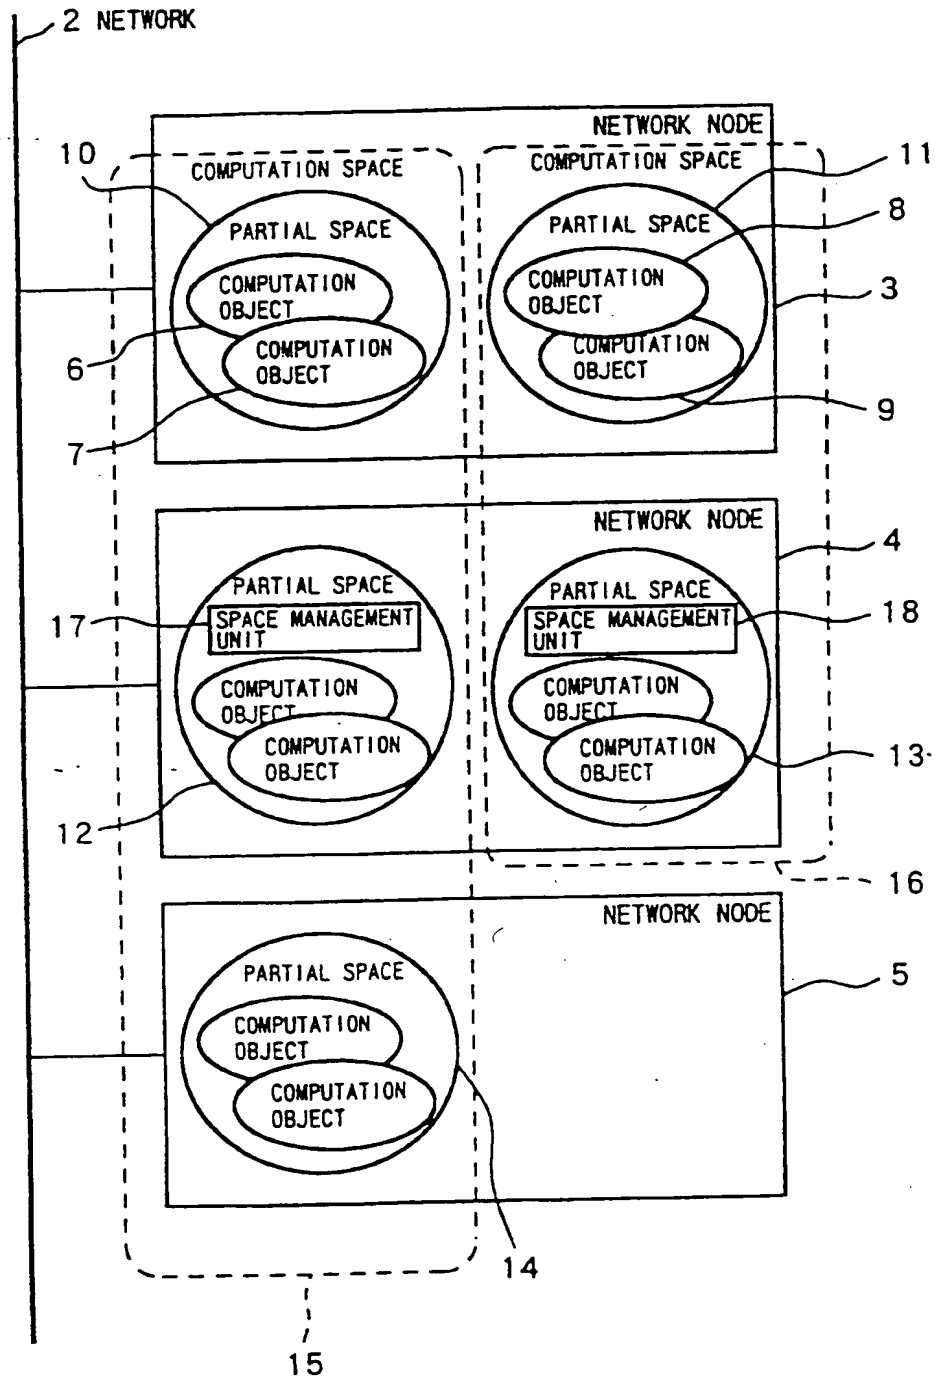 2 NETWORK
NETWORK NODE
10
COMPUTATION SPACE
COMPUTATION SPACE
11
PARTIAL SPACE
PARTIAL SPACE
8
COMPUTATION
OBJECT
COMPUTATION
OBJECT
3
6
COMPUTATION
OBJECT
COMPUTATION
OBJECT
7
9
NETWORK NODE
4
PARTIAL SPACE
PARTIAL SPACE
17
SPACE MANAGEMENT
UNIT
SPACE MANAGEMENT
UNIT
18
COMPUTATION
OBJECT
COMPUTATION
OBJECT
COMPUTATION
OBJECT
COMPUTATION
OBJECT
13
12
16
NETWORK NODE
PARTIAL SPACE
5
COMPUTATION
OBJECT
COMPUTATION
OBJECT
14
15